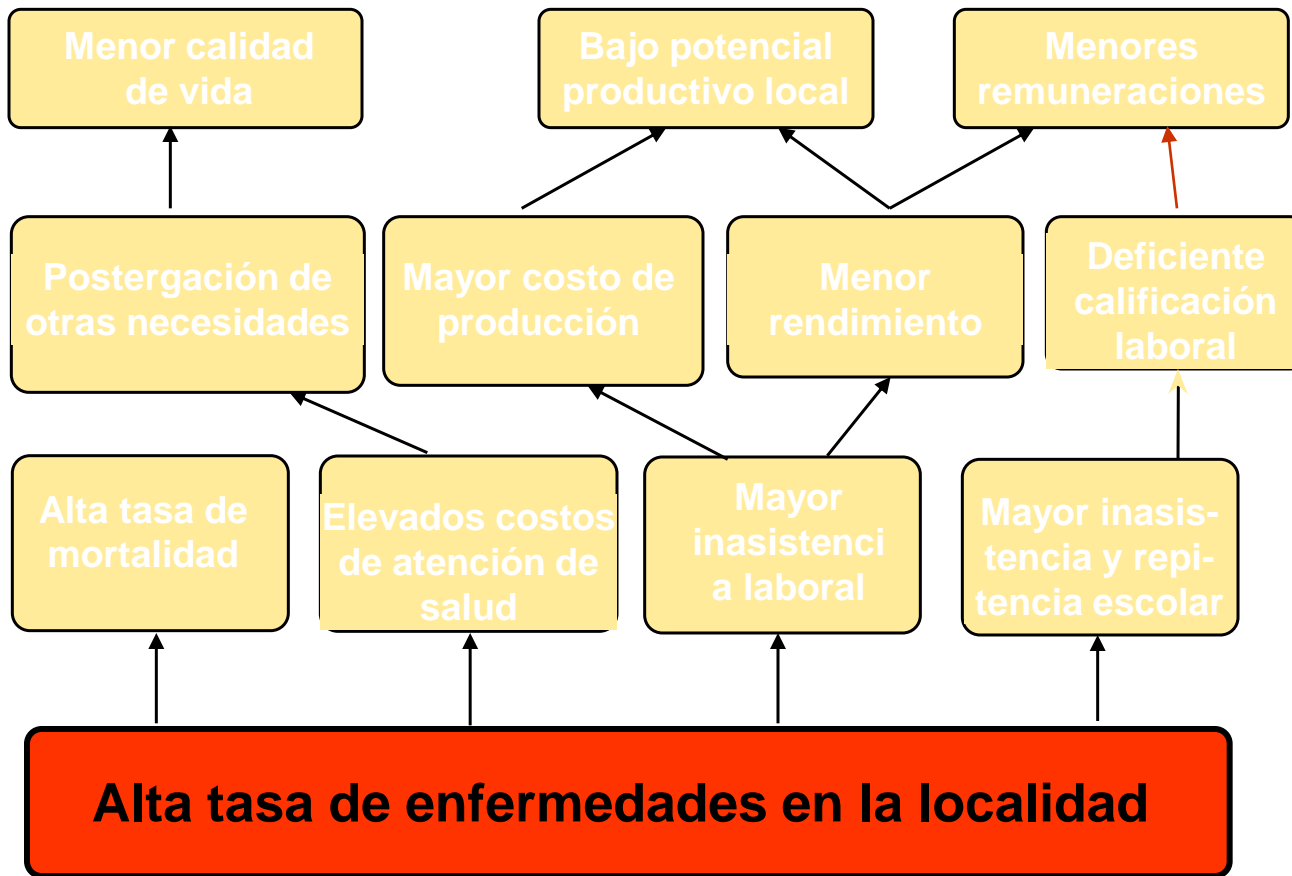 Menor calidad
de vida
Bajo potencial
productivo local
Menores
remuneraciones
Postergación de
otras necesidades
Mayor costo de
producción
Menor
rendimiento
Deficiente
calificación
laboral
Alta tasa de
mortalidad
Elevados costos
de atención de
salud
Mayor
inasistenci
a laboral
Mayor inasis-
tencia y repi-
tencia escolar
Alta tasa de enfermedades en la localidad